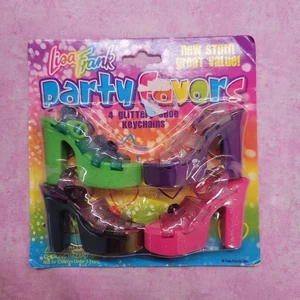 Lisa Frank
new stuff!
great value!
party favors
4 GLITTER SHOE
KEYCHAINS